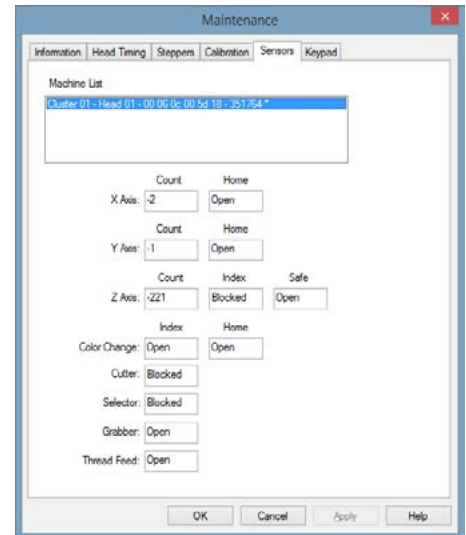 Maintenance
Information Head Timing Steppers Calibration Sensors Keypad
Machine List
Cluster 01 - Head 01 - 00 06 0c 00 5d 18 - 351764 *
Count Home
X Axis: -2 Open
Count Home
Y Axis: -1 Open
Count Index Safe
Z Axis: -221 Blocked Open
Index Home
Color Change: Open Open
Cutter: Blocked
Selector: Blocked
Grabber: Open
Thread Feed: Open
OK Cancel Apply Help